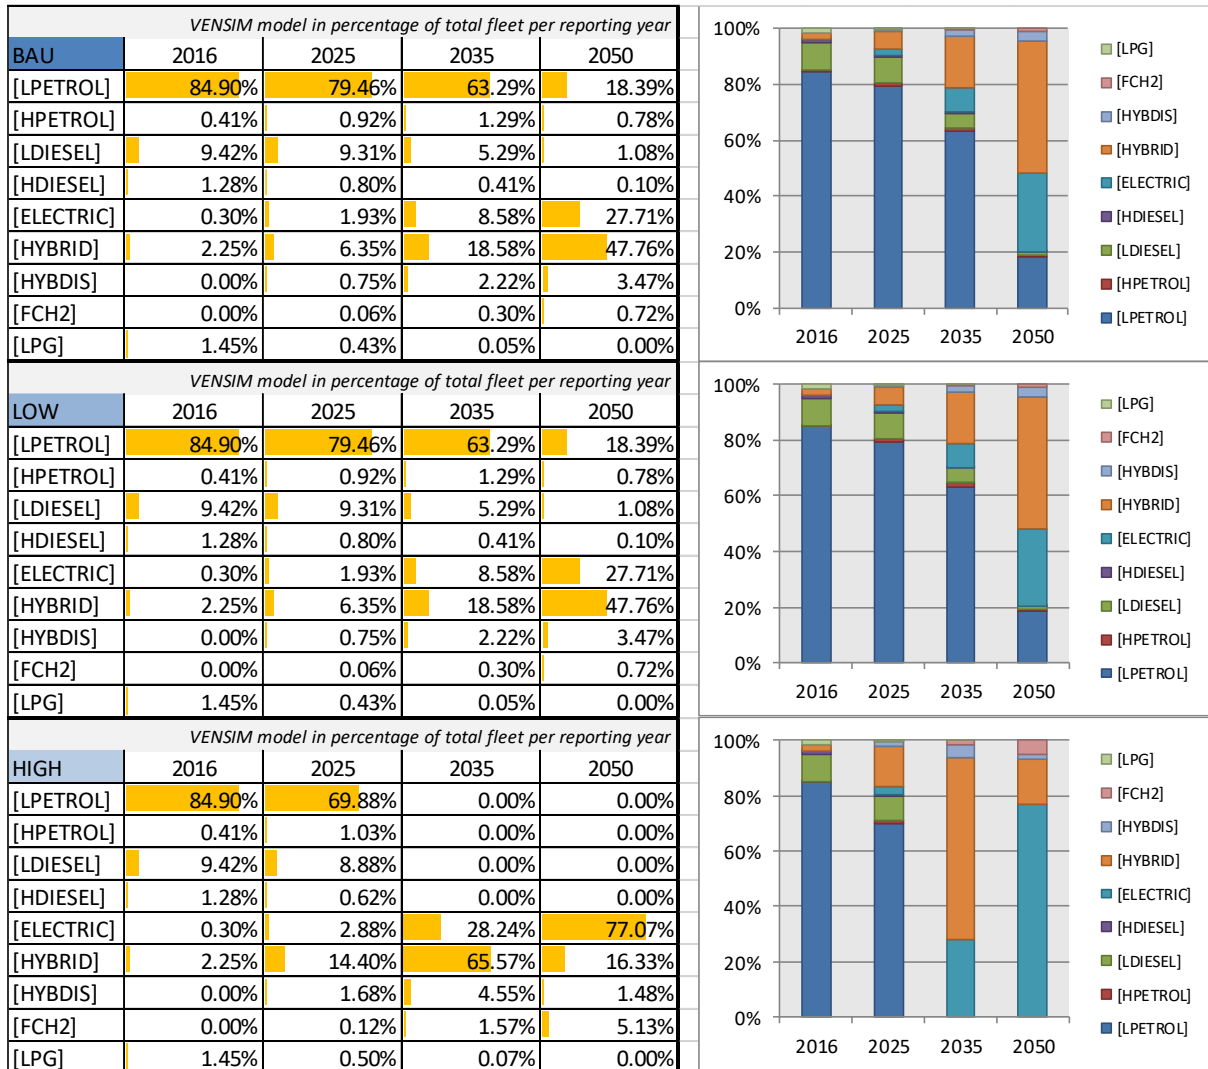 VENSIM model in percentage of total fleet per reporting year
BAU 2016 2025 2035 2050
[LPETROL] 84.90% 79.46% 63.29% 18.39%
[HPETROL] 0.41% 0.92% 1.29% 0.78%
[LDIESEL] 9.42% 9.31% 5.29% 1.08%
[HDIESEL] 1.28% 0.80% 0.41% 0.10%
[ELECTRIC] 0.30% 1.93% 8.58% 27.71%
[HYBRID] 2.25% 6.35% 18.58% 47.76%
[HYBDIS] 0.00% 0.75% 2.22% 3.47%
[FCH2] 0.00% 0.06% 0.30% 0.72%
[LPG] 1.45% 0.43% 0.05% 0.00%
100%
80%
60%
40%
20%
0%
2016 2025 2035 2050
[LPG]
[FCH2]
[HYBDIS]
[HYBRID]
[ELECTRIC]
[HDIESEL]
[LDIESEL]
[HPETROL]
[LPETROL]
VENSIM model in percentage of total fleet per reporting year
LOW 2016 2025 2035 2050
[LPETROL] 84.90% 79.46% 63.29% 18.39%
[HPETROL] 0.41% 0.92% 1.29% 0.78%
[LDIESEL] 9.42% 9.31% 5.29% 1.08%
[HDIESEL] 1.28% 0.80% 0.41% 0.10%
[ELECTRIC] 0.30% 1.93% 8.58% 27.71%
[HYBRID] 2.25% 6.35% 18.58% 47.76%
[HYBDIS] 0.00% 0.75% 2.22% 3.47%
[FCH2] 0.00% 0.06% 0.30% 0.72%
[LPG] 1.45% 0.43% 0.05% 0.00%
100%
80%
60%
40%
20%
0%
2016 2025 2035 2050
[LPG]
[FCH2]
[HYBDIS]
[HYBRID]
[ELECTRIC]
[HDIESEL]
[LDIESEL]
[HPETROL]
[LPETROL]
VENSIM model in percentage of total fleet per reporting year
HIGH 2016 2025 2035 2050
[LPETROL] 84.90% 69.88% 0.00% 0.00%
[HPETROL] 0.41% 1.03% 0.00% 0.00%
[LDIESEL] 9.42% 8.88% 0.00% 0.00%
[HDIESEL] 1.28% 0.62% 0.00% 0.00%
[ELECTRIC] 0.30% 2.88% 28.24% 77.07%
[HYBRID] 2.25% 14.40% 65.57% 16.33%
[HYBDIS] 0.00% 1.68% 4.55% 1.48%
[FCH2] 0.00% 0.12% 1.57% 5.13%
[LPG] 1.45% 0.50% 0.07% 0.00%
100%
80%
60%
40%
20%
0%
2016 2025 2035 2050
[LPG]
[FCH2]
[HYBDIS]
[HYBRID]
[ELECTRIC]
[HDIESEL]
[LDIESEL]
[HPETROL]
[LPETROL]